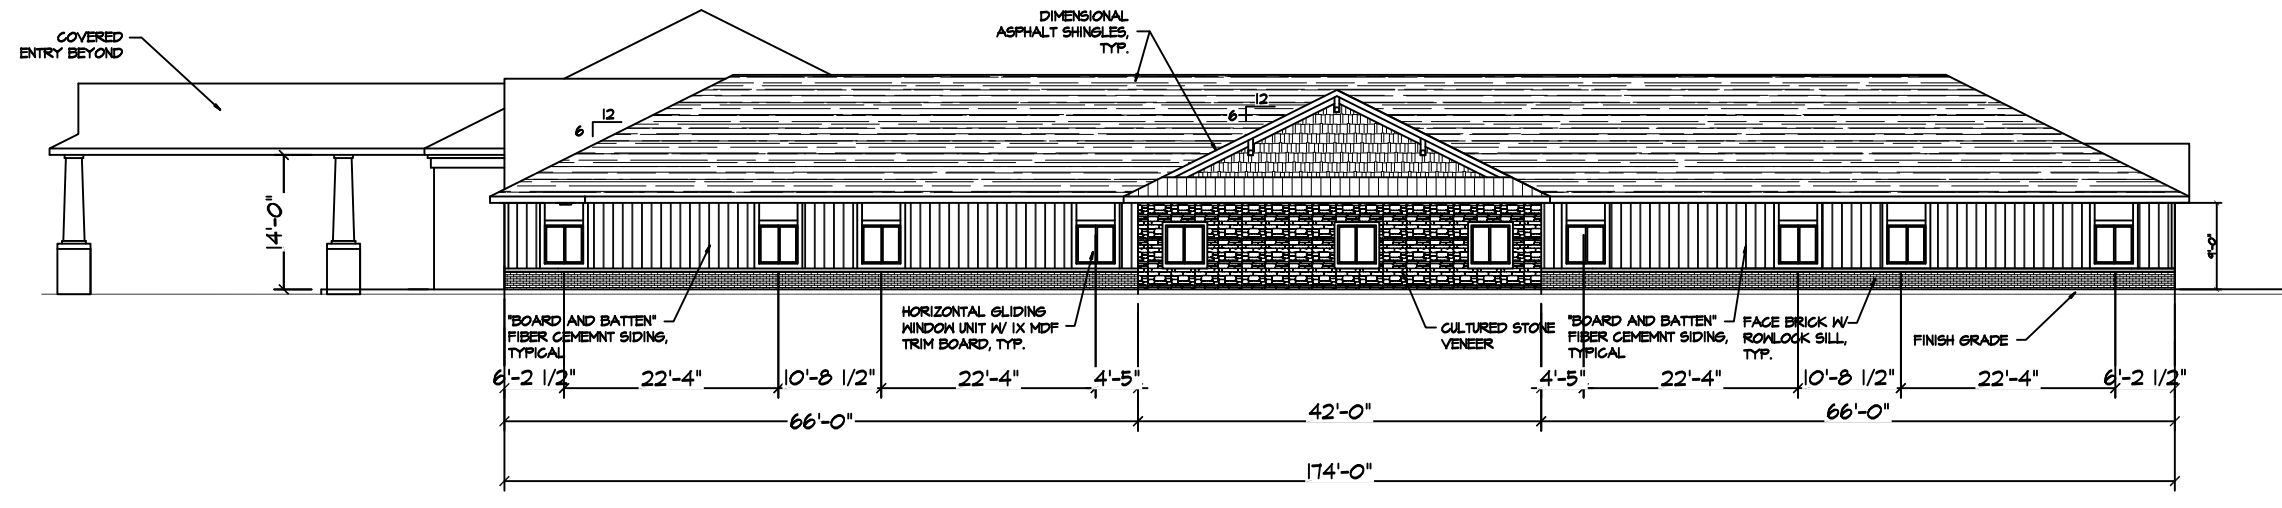 COVERED
ENTRY BEYOND
DIMENSIONAL
ASPHALT SHINGLES,
TYP.
12
6
12
6
14'-0"
9'-0"
"BOARD AND BATTEN"
FIBER CEMEMNT SIDING,
TYPICAL
HORIZONTAL GLIDING
WINDOW UNIT W/ 1X MDF
TRIM BOARD, TYP.
CULTURED STONE
VENEER
"BOARD AND BATTEN"
FIBER CEMEMNT SIDING,
TYPICAL
FACE BRICK W/
ROWLOCK SILL,
TYP.
FINISH GRADE
6'-2 1/2" 22'-4" 10'-8 1/2" 22'-4" 4'-5" 4'-5" 22'-4" 10'-8 1/2" 22'-4" 6'-2 1/2"
66'-0" 42'-0" 66'-0"
174'-0"